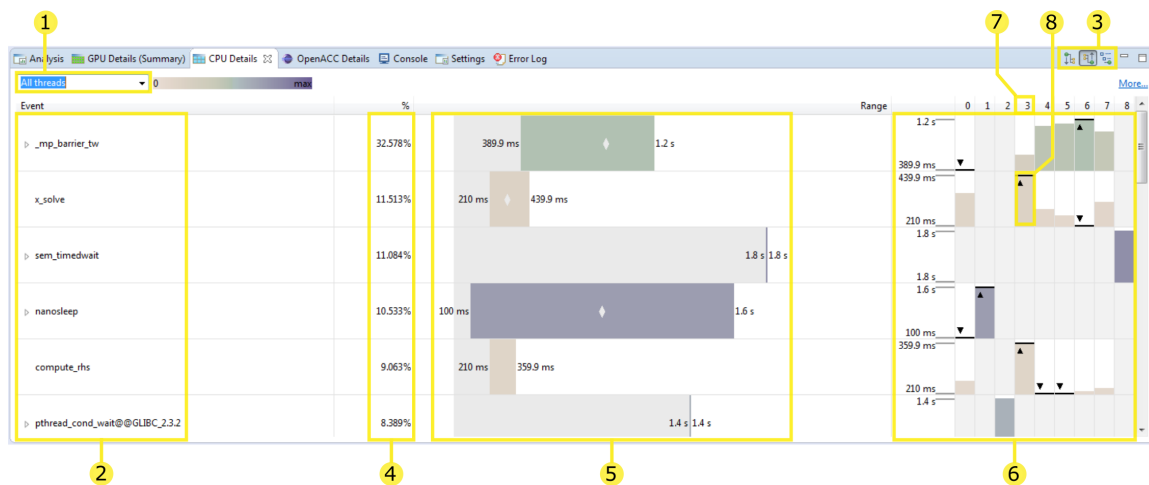 1 7 8 3
Analysis GPU Details (Summary) CPU Details OpenACC Details Console Settings Error Log
All threads 0 max
More...
Event % Range 0 1 2 3 4 5 6 7 8
_mp_barrier_tw 32.578% 389.9 ms 1.2 s 1.2 s 389.9 ms
x_solve 11.513% 210 ms 439.9 ms 439.9 ms 210 ms
sem_timedwait 11.084% 1.8 s 1.8 s 1.8 s 1.8 s
nanosleep 10.533% 100 ms 1.6 s 1.6 s 100 ms
compute_rhs 9.063% 210 ms 359.9 ms 359.9 ms 210 ms
pthread_cond_wait@@GLIBC_2.3.2 8.389% 1.4 s 1.4 s 1.4 s
2 4 5 6